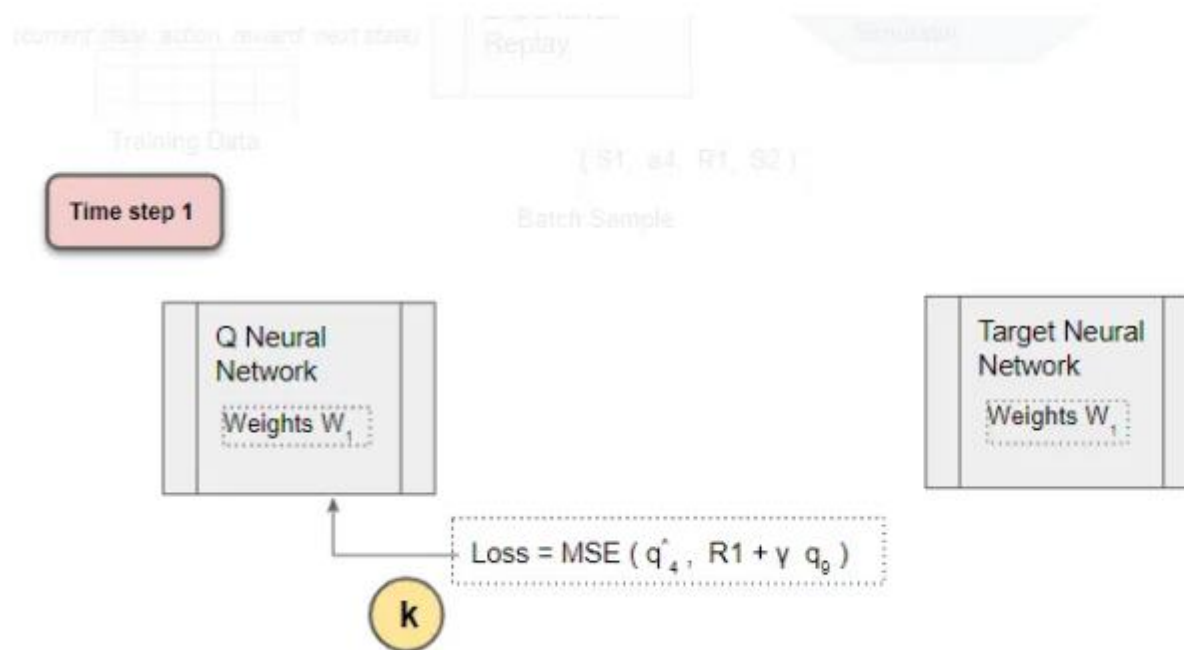 (current state, action, reward, next state)
Replay
Simulator
Training Data
( S1, a4, R1, S2 )
Batch Sample
Time step 1
Q Neural
Network
Weights W₁
Target Neural
Network
Weights W₁
Loss = MSE ( q^₄ , R1 + γ q₉ )
k